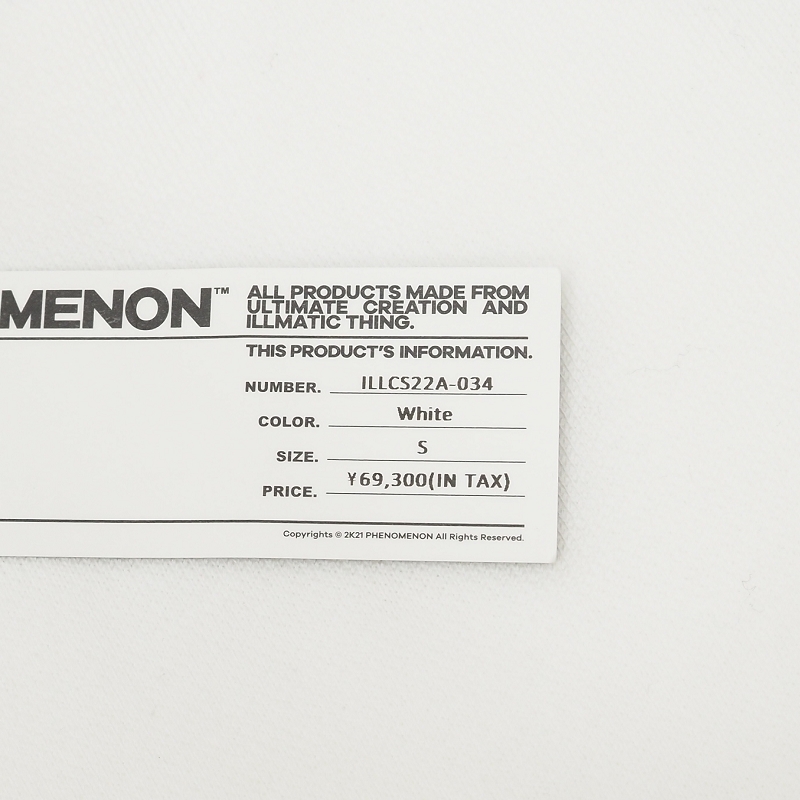 MENON™
ALL PRODUCTS MADE FROM
ULTIMATE CREATION AND
ILLMATIC THING.
THIS PRODUCT'S INFORMATION.
NUMBER. ILLCS22A-034
COLOR. White
SIZE. S
PRICE. ¥69,300(IN TAX)
Copyrights © 2K21 PHENOMENON All Rights Reserved.